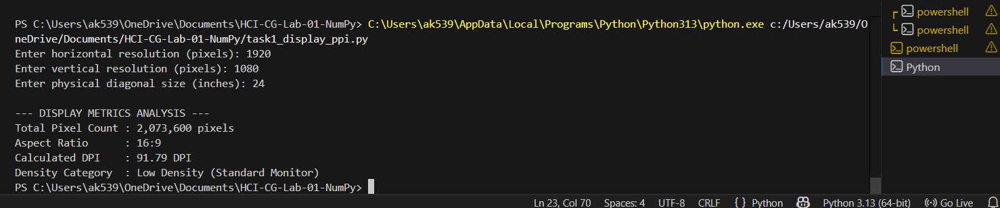 PS C:\Users\ak539\OneDrive\Documents\HCI-CG-Lab-01-NumPy> C:\Users\ak539\AppData\Local\Programs\Python\Python313\python.exe c:/Users/ak539/O
neDrive/Documents/HCI-CG-Lab-01-NumPy/task1_display_ppi.py
Enter horizontal resolution (pixels): 1920
Enter vertical resolution (pixels): 1080
Enter physical diagonal size (inches): 24
--- DISPLAY METRICS ANALYSIS ---
Total Pixel Count : 2,073,600 pixels
Aspect Ratio      : 16:9
Calculated DPI    : 91.79 DPI
Density Category  : Low Density (Standard Monitor)
PS C:\Users\ak539\OneDrive\Documents\HCI-CG-Lab-01-NumPy>
powershell
powershell
powershell
Python
Ln 23, Col 70 Spaces: 4 UTF-8 CRLF { } Python Python 3.13 (64-bit) Go Live